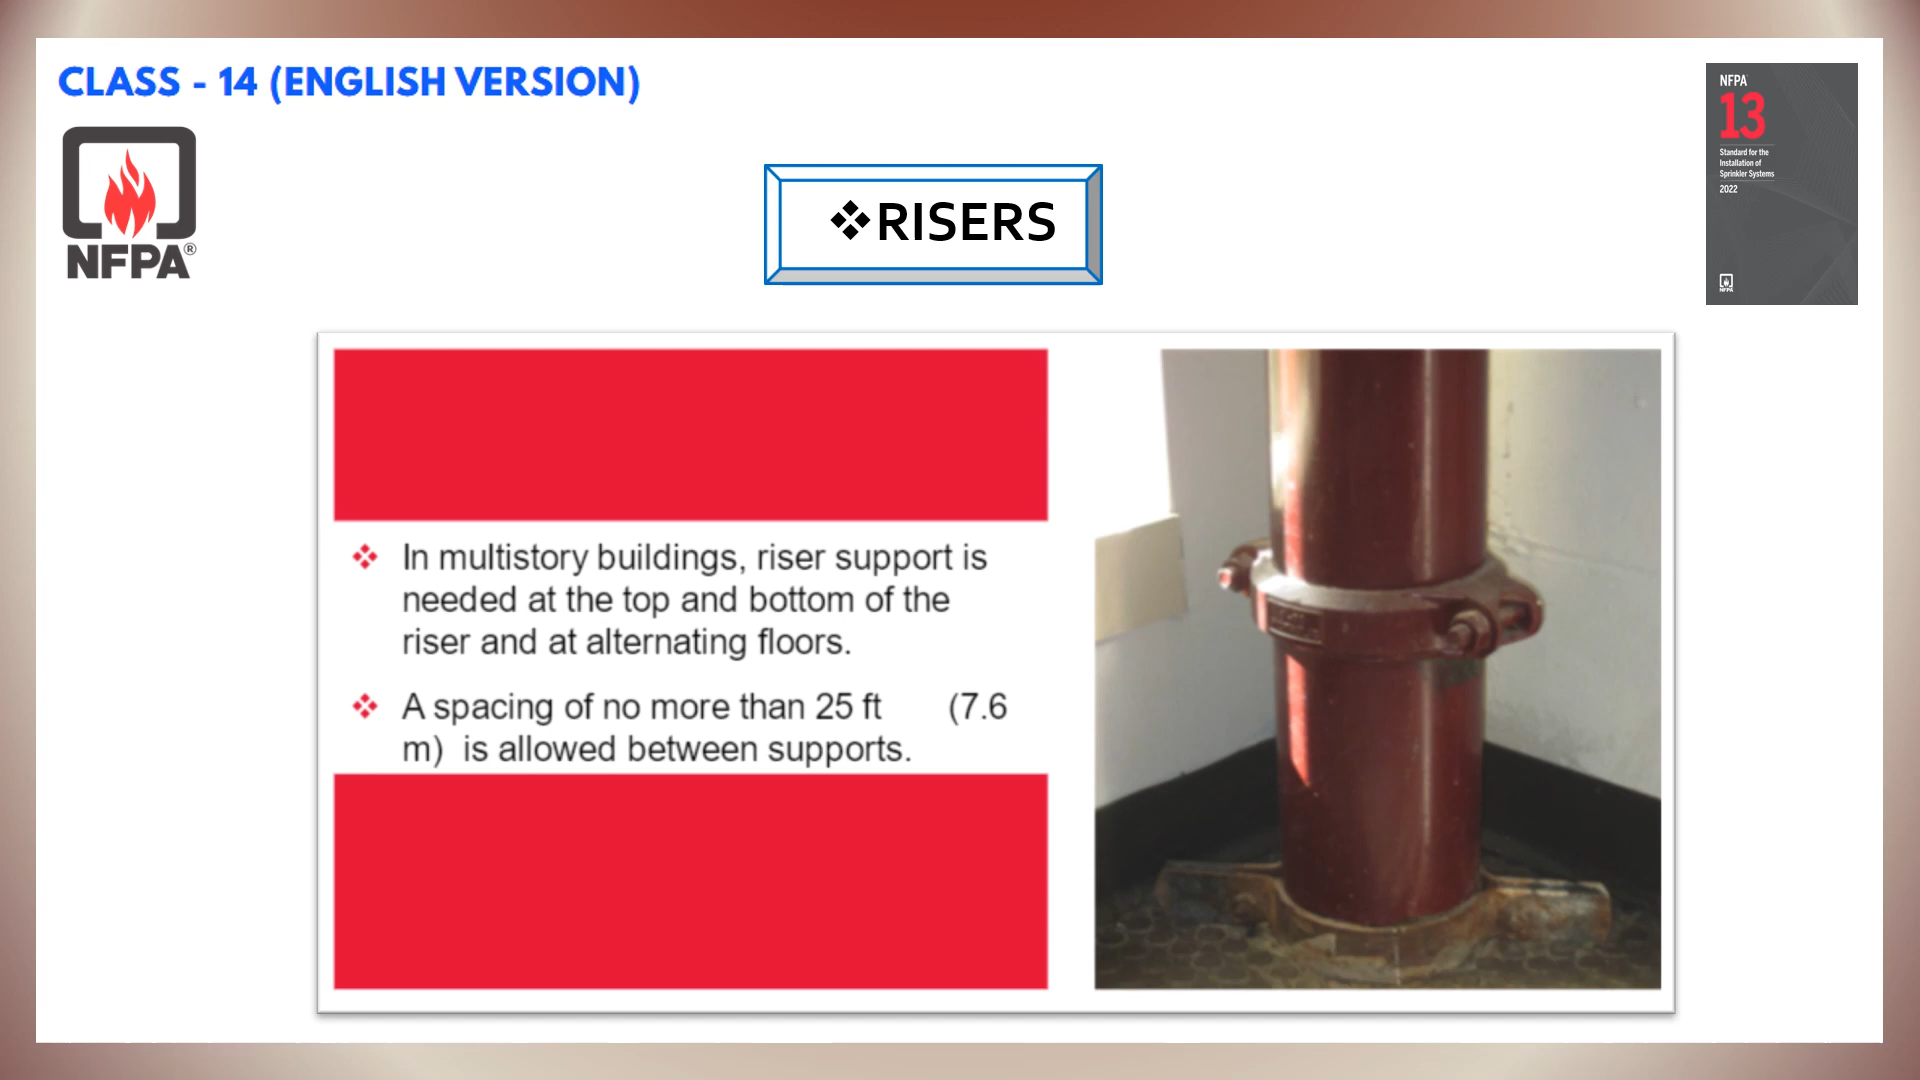 CLASS - 14 (ENGLISH VERSION)
NFPA®
NFPA
13
Standard for the
Installation of
Sprinkler Systems
2022
NFPA
❖RISERS
❖ In multistory buildings, riser support is
needed at the top and bottom of the
riser and at alternating floors.
❖ A spacing of no more than 25 ft (7.6
m) is allowed between supports.